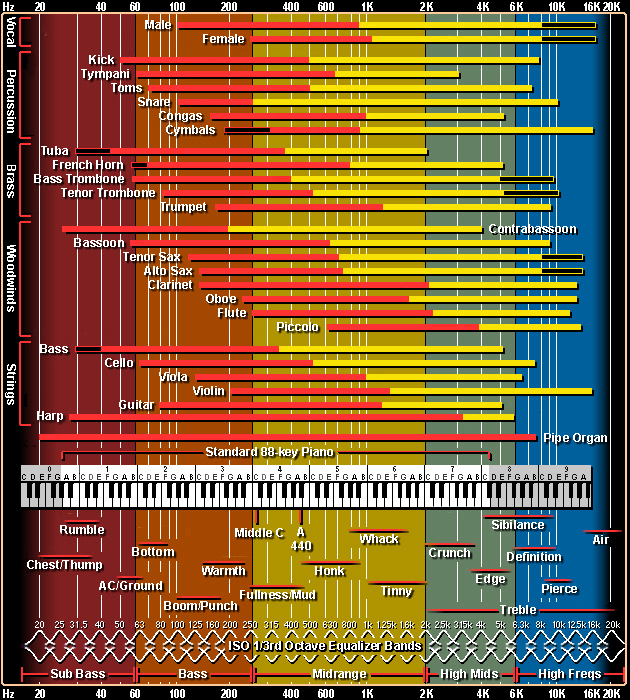 Hz 20 40 60 100 200 400 600 1K 2K 4K 6K 10K 16K 20K
Vocal
Male
Female
Percussion
Kick
Tympani
Toms
Snare
Congas
Cymbals
Brass
Tuba
French Horn
Bass Trombone
Tenor Trombone
Trumpet
Woodwinds
Contrabassoon
Bassoon
Tenor Sax
Alto Sax
Clarinet
Oboe
Flute
Piccolo
Strings
Bass
Cello
Viola
Violin
Guitar
Harp
Pipe Organ
Standard 88-key Piano
0 1 2 3 4 5 6 7 8 9
C D E F G A B C D E F G A B C D E F G A B C D E F G A B C D E F G A B C D E F G A B C D E F G A B C D E F G A B C D E F G A B C D E F G A
Rumble
Middle C
A
440
Sibilance
Whack
Air
Bottom
Crunch
Definition
Chest/Thump
Warmth
Honk
AC/Ground
Edge
Fullness/Mud
Tinny
Pierce
Boom/Punch
Treble
20 25 31.5 40 50 63 80 100 125 160 200 250 315 400 500 630 800 1k 1.25k 1.6k 2k 2.5k 3.15k 4k 5k 6.3k 8k 10k 12.5k 16k 20k
ISO 1/3rd Octave Equalizer Bands
Sub Bass Bass Midrange High Mids High Freqs
Hz 20 40 60 100 200 400 600 1K 2K 4K 6K 10K 16K 20K